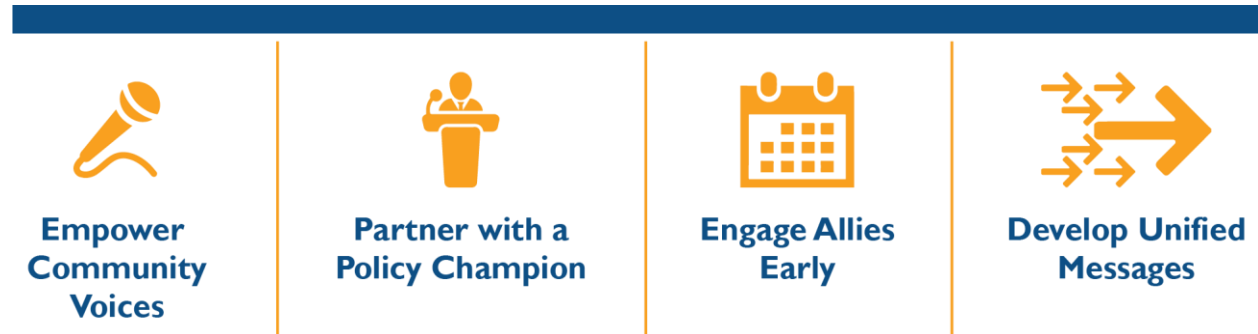 Empower
Community
Voices
Partner with a
Policy Champion
Engage Allies
Early
Develop Unified
Messages